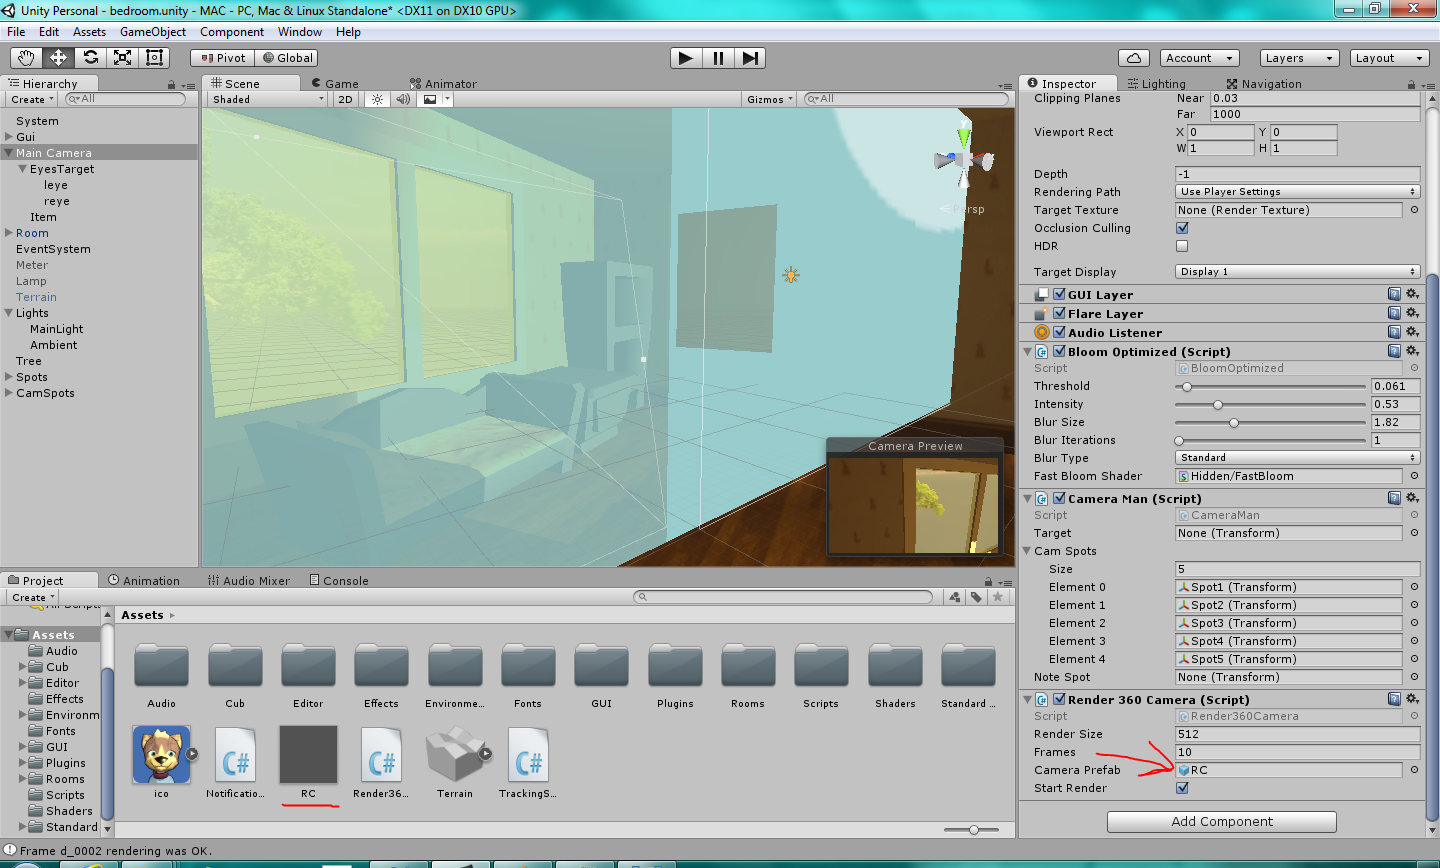 Unity Personal - bedroom.unity - MAC - PC, Mac & Linux Standalone* <DX11 on DX10 GPU>
File Edit Assets GameObject Component Window Help
Pivot Global Account Layers Layout
Hierarchy
Create All
System
Gui
Main Camera
EyesTarget
leye
reye
Item
Room
EventSystem
Meter
Lamp
Terrain
Lights
MainLight
Ambient
Tree
Spots
CamSpots
Scene Game Animator
Shaded 2D Gizmos All
y
Persp
Camera Preview
Inspector Lighting Navigation
Clipping Planes Near 0.03
Far 1000
Viewport Rect X 0 Y 0
W 1 H 1
Depth -1
Rendering Path Use Player Settings
Target Texture None (Render Texture)
Occlusion Culling
HDR
Target Display Display 1
GUI Layer
Flare Layer
Audio Listener
Bloom Optimized (Script)
Script BloomOptimized
Threshold 0.061
Intensity 0.53
Blur Size 1.82
Blur Iterations 1
Blur Type Standard
Fast Bloom Shader Hidden/FastBloom
Camera Man (Script)
Script CameraMan
Target None (Transform)
Cam Spots
Size 5
Element 0 Spot1 (Transform)
Element 1 Spot2 (Transform)
Element 2 Spot3 (Transform)
Element 3 Spot4 (Transform)
Element 4 Spot5 (Transform)
Note Spot None (Transform)
Render 360 Camera (Script)
Script Render360Camera
Render Size 512
Frames 10
Camera Prefab RC
Start Render
Add Component
Project Animation Audio Mixer Console
Create
Assets
Audio
Cub
Editor
Effects
Environm
Fonts
GUI
Plugins
Rooms
Scripts
Shaders
Standard
Assets
Audio Cub Editor Effects Environme... Fonts GUI Plugins Rooms Scripts Shaders Standard ...
C# C# C#
ico Notificatio... RC Render36... Terrain TrackingS...
Frame d_0002 rendering was OK.